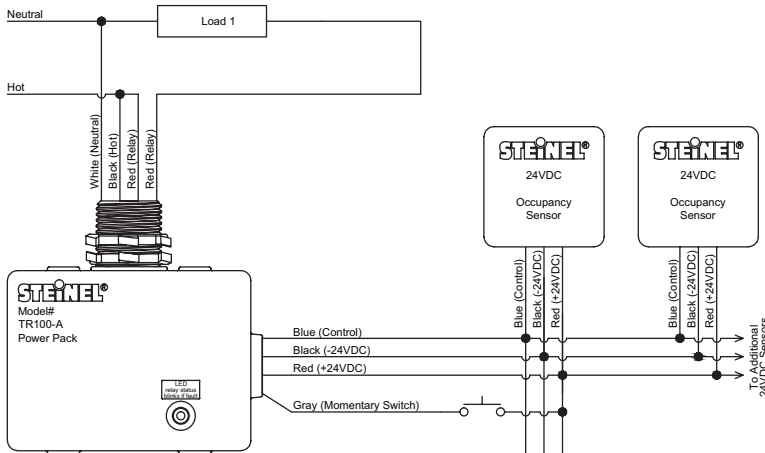 Neutral
Load 1
Hot
White (Neutral)
Black (Hot)
Red (Relay)
Red (Relay)
STEINEL®
24VDC
Occupancy
Sensor
STEINEL®
24VDC
Occupancy
Sensor
Blue (Control)
Black (-24VDC)
Red (+24VDC)
Blue (Control)
Black (-24VDC)
Red (+24VDC)
STEINEL®
Model#
TR100-A
Power Pack
LED
relay status
blinks if fault
Blue (Control)
Black (-24VDC)
Red (+24VDC)
Gray (Momentary Switch)
To Additional
24VDC Sensors